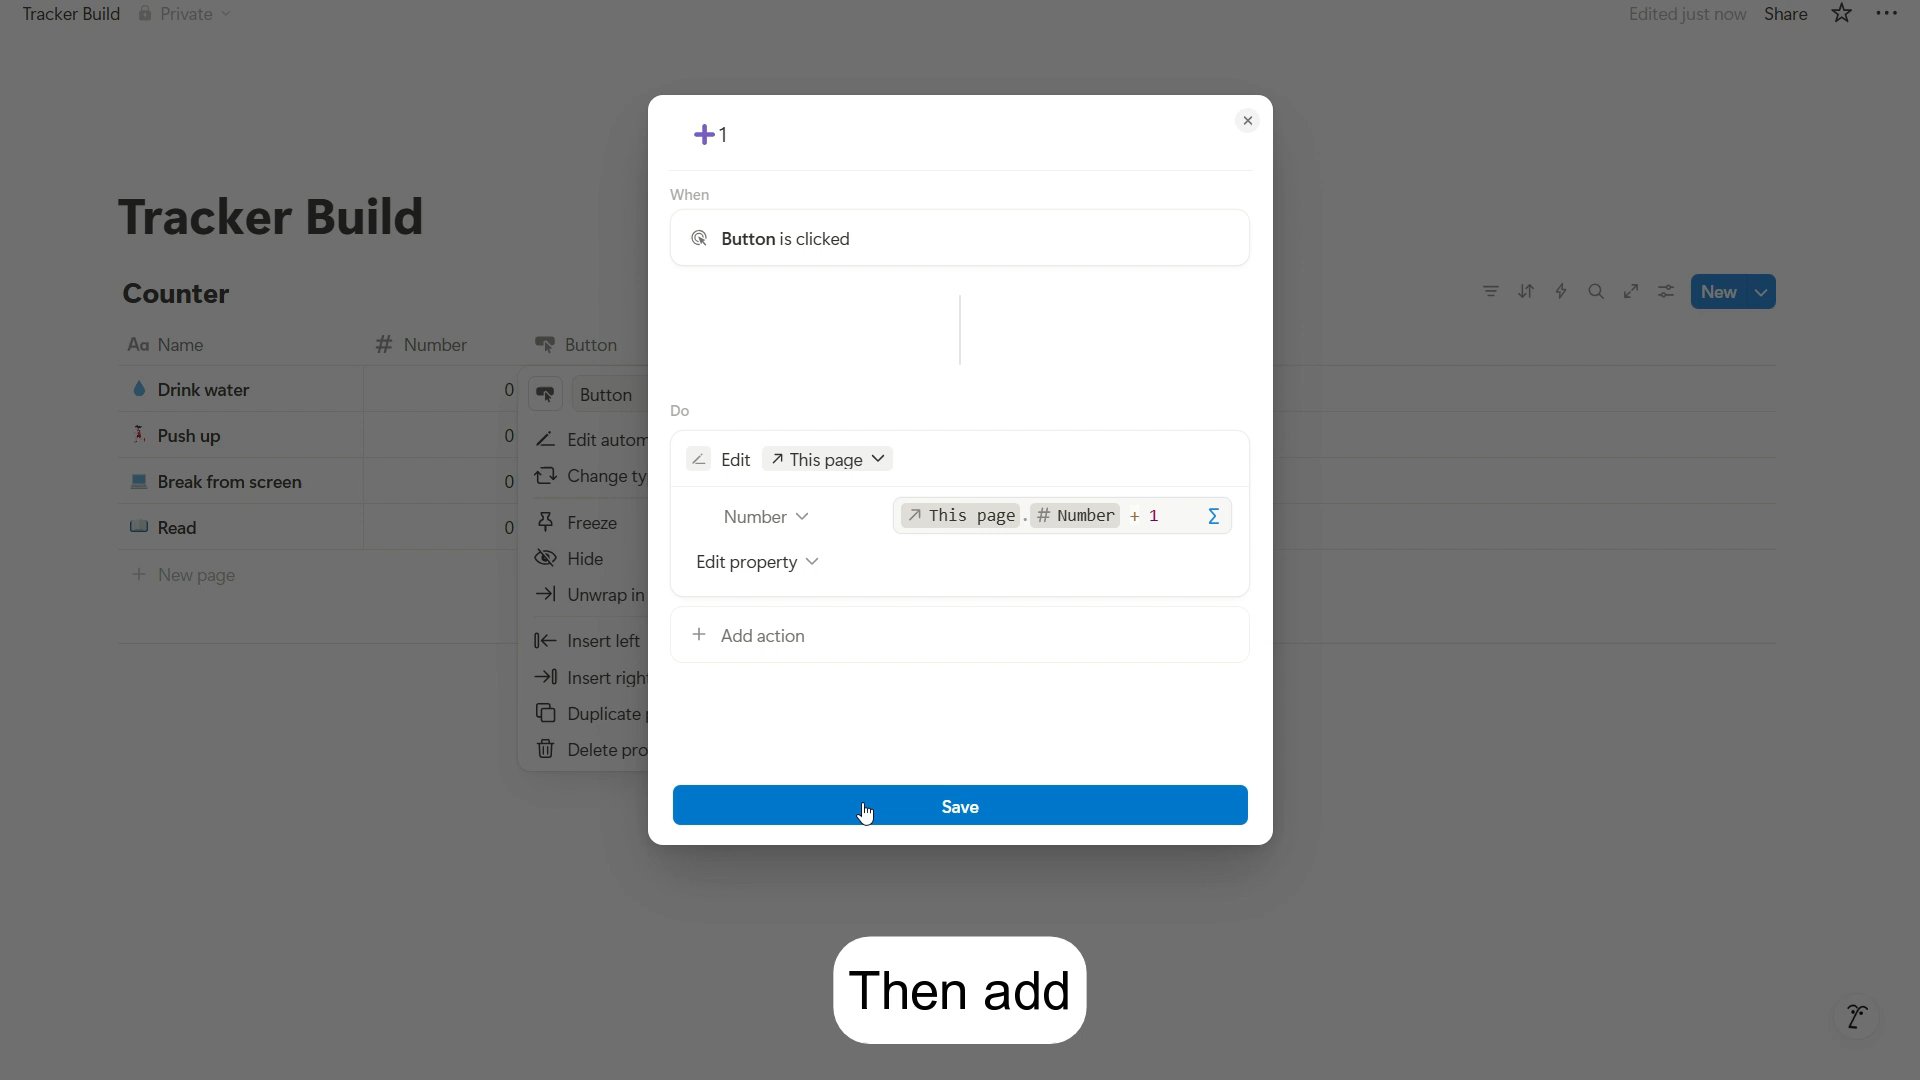 Tracker Build Private
Edited just now Share
+1
When
Button is clicked
Tracker Build
Counter
New
Aa Name # Number Button
Drink water 0
Push up 0
Break from screen 0
Read 0
+ New page
Button
Edit autom
Change ty
Freeze
Hide
Unwrap in
Insert left
Insert righ
Duplicate
Delete pro
Do
Edit This page
Number This page . # Number + 1 Σ
Edit property
+ Add action
Save
Then add